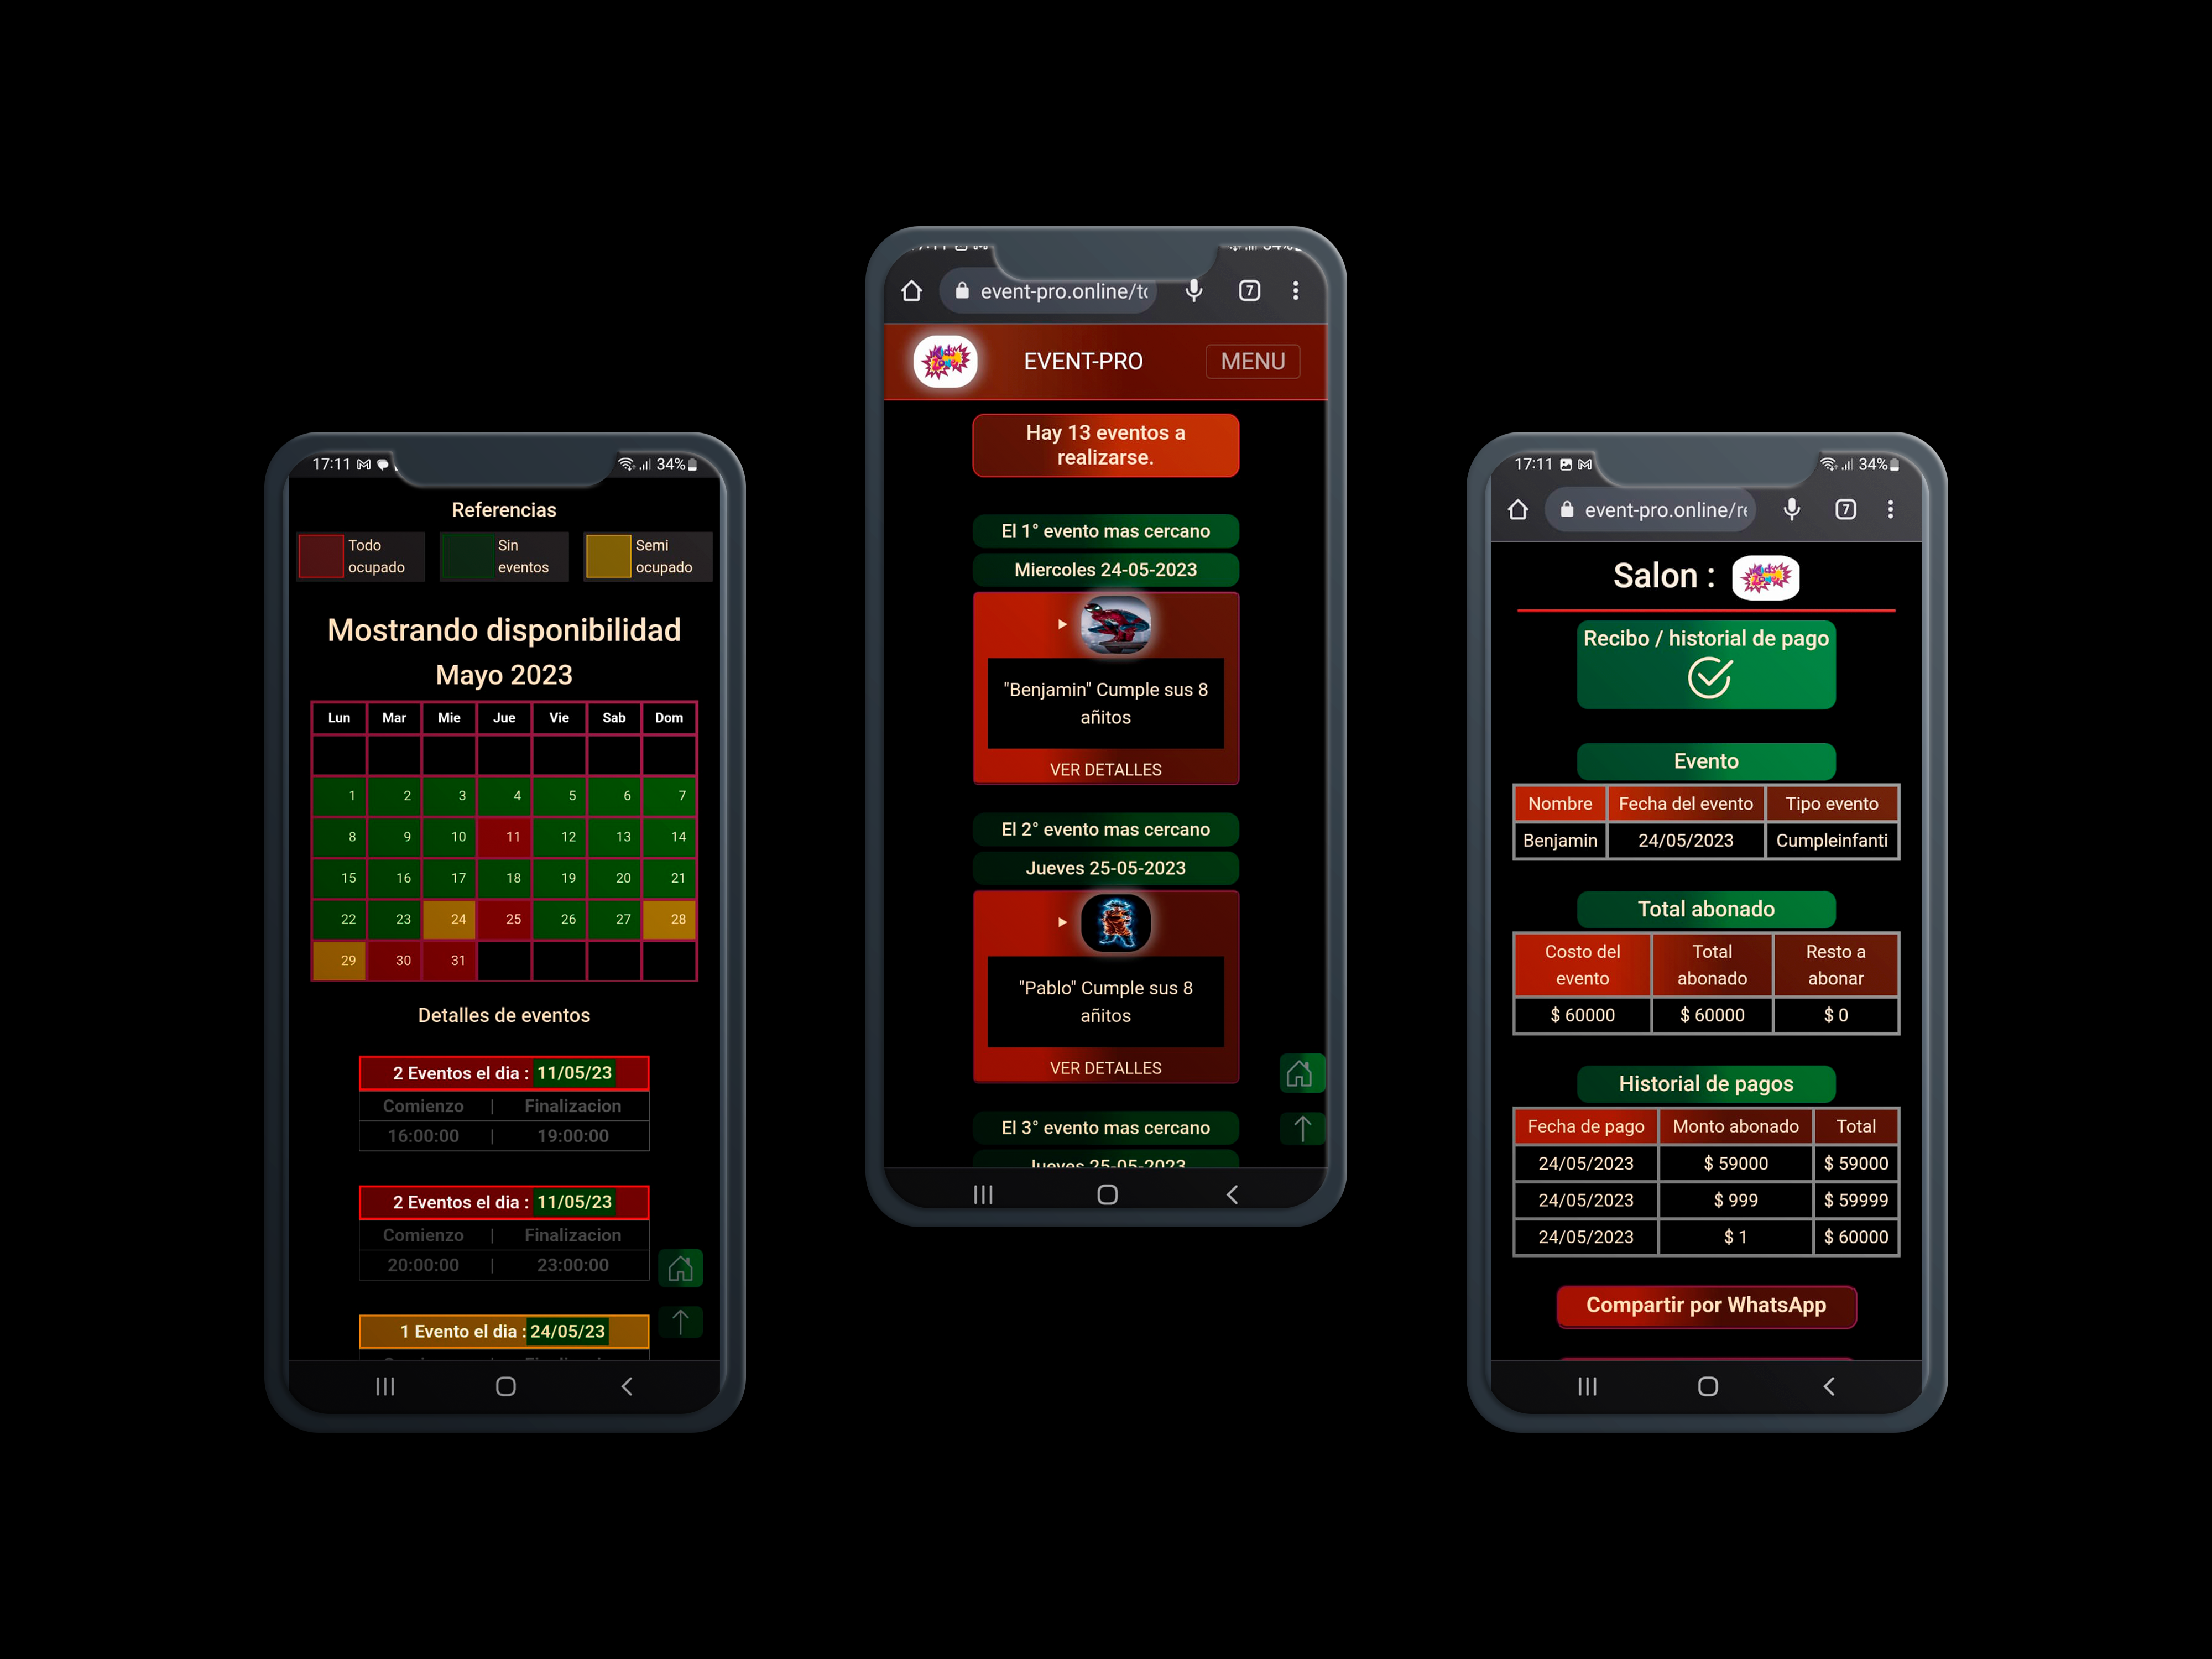 17:11
34%
Referencias
Todo ocupado
Sin eventos
Semi ocupado
Mostrando disponibilidad
Mayo 2023
Lun Mar Mie Jue Vie Sab Dom
1 2 3 4 5 6 7
8 9 10 11 12 13 14
15 16 17 18 19 20 21
22 23 24 25 26 27 28
29 30 31
Detalles de eventos
2 Eventos el dia : 11/05/23
Comienzo | Finalizacion
16:00:00 | 19:00:00
2 Eventos el dia : 11/05/23
Comienzo | Finalizacion
20:00:00 | 23:00:00
1 Evento el dia : 24/05/23
event-pro.online/to
7
Kids Zone
EVENT-PRO
MENU
Hay 13 eventos a
realizarse.
El 1° evento mas cercano
Miercoles 24-05-2023
"Benjamin" Cumple sus 8
añitos
VER DETALLES
El 2° evento mas cercano
Jueves 25-05-2023
"Pablo" Cumple sus 8
añitos
VER DETALLES
El 3° evento mas cercano
Jueves 25-05-2023
17:11
34%
event-pro.online/re
7
Salon :
Kids Zone
Recibo / historial de pago
Evento
Nombre Fecha del evento Tipo evento
Benjamin 24/05/2023 Cumpleinfanti
Total abonado
Costo del evento
Total abonado
Resto a abonar
$ 60000 $ 60000 $ 0
Historial de pagos
Fecha de pago Monto abonado Total
24/05/2023 $ 59000 $ 59000
24/05/2023 $ 999 $ 59999
24/05/2023 $ 1 $ 60000
Compartir por WhatsApp